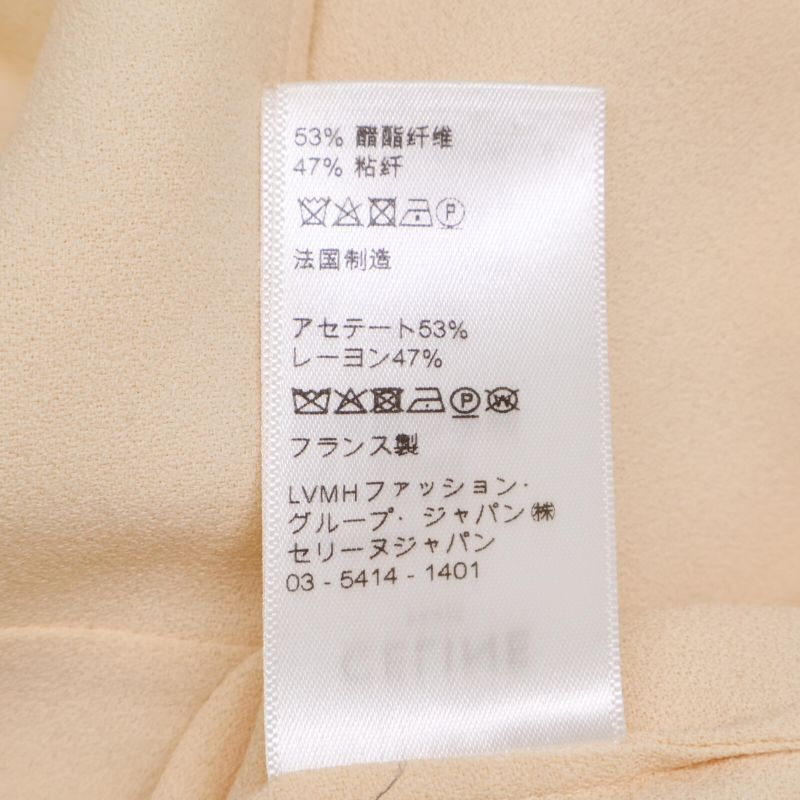 53% 醋酯纤维
47% 粘纤
P
法国制造
アセテート53%
レーヨン47%
P W
フランス製
LVMHファッション・
グループ・ジャパン㈱
セリーヌジャパン
03 - 5414 - 1401
CELINE